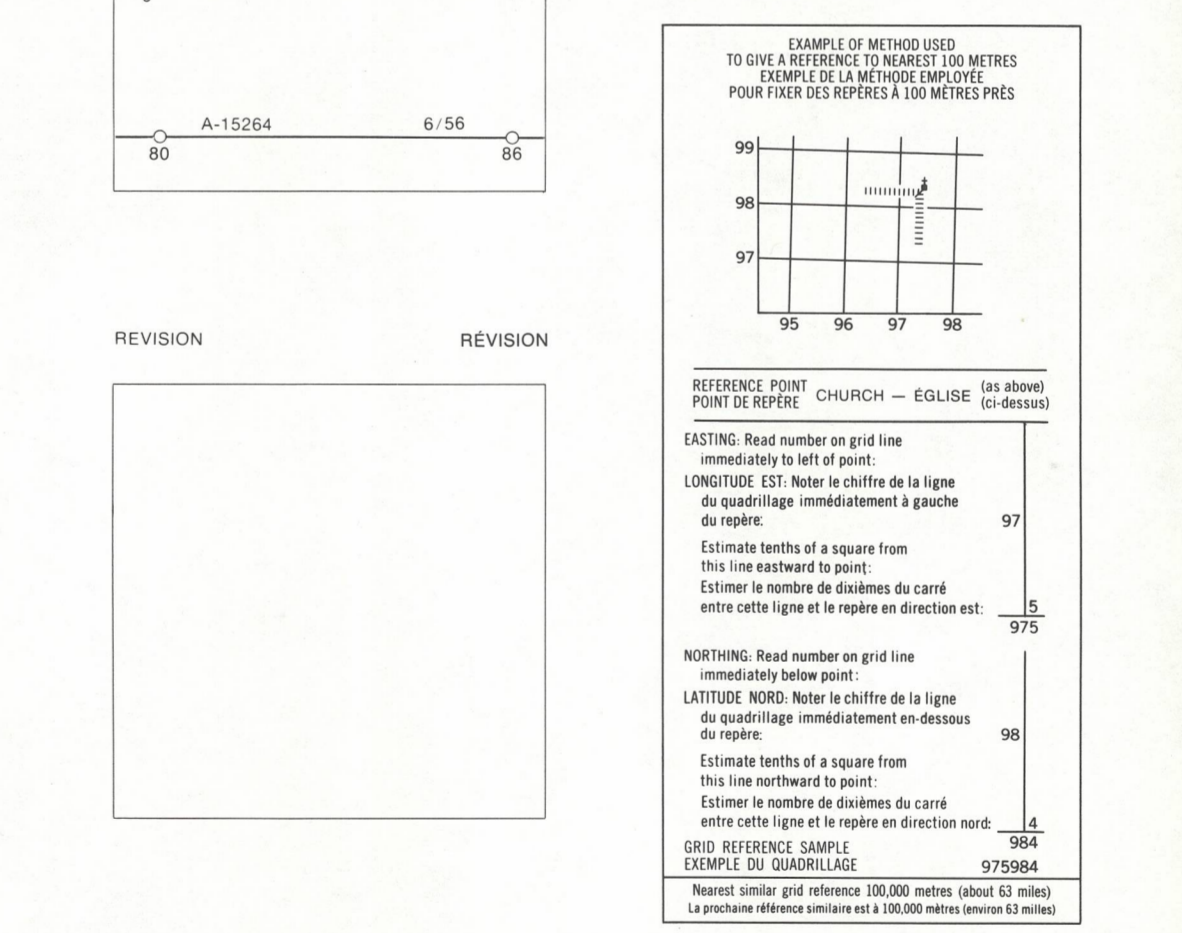 A-15264 6/56
80 86
REVISION RÉVISION
EXAMPLE OF METHOD USED
TO GIVE A REFERENCE TO NEAREST 100 METRES
EXEMPLE DE LA MÉTHODE EMPLOYÉE
POUR FIXER DES REPÈRES À 100 MÈTRES PRÈS
99
98
97
95 96 97 98
REFERENCE POINT
POINT DE REPÈRE
CHURCH — ÉGLISE
(as above)
(ci-dessus)
EASTING: Read number on grid line
immediately to left of point:
LONGITUDE EST: Noter le chiffre de la ligne
du quadrillage immédiatement à gauche
du repère: 97
Estimate tenths of a square from
this line eastward to point:
Estimer le nombre de dixièmes du carré
entre cette ligne et le repère en direction est: 5
975
NORTHING: Read number on grid line
immediately below point:
LATITUDE NORD: Noter le chiffre de la ligne
du quadrillage immédiatement en-dessous
du repère: 98
Estimate tenths of a square from
this line northward to point:
Estimer le nombre de dixièmes du carré
entre cette ligne et le repère en direction nord: 4
984
GRID REFERENCE SAMPLE
EXEMPLE DU QUADRILLAGE 975984
Nearest similar grid reference 100,000 metres (about 63 miles)
La prochaine référence similaire est à 100,000 mètres (environ 63 milles)